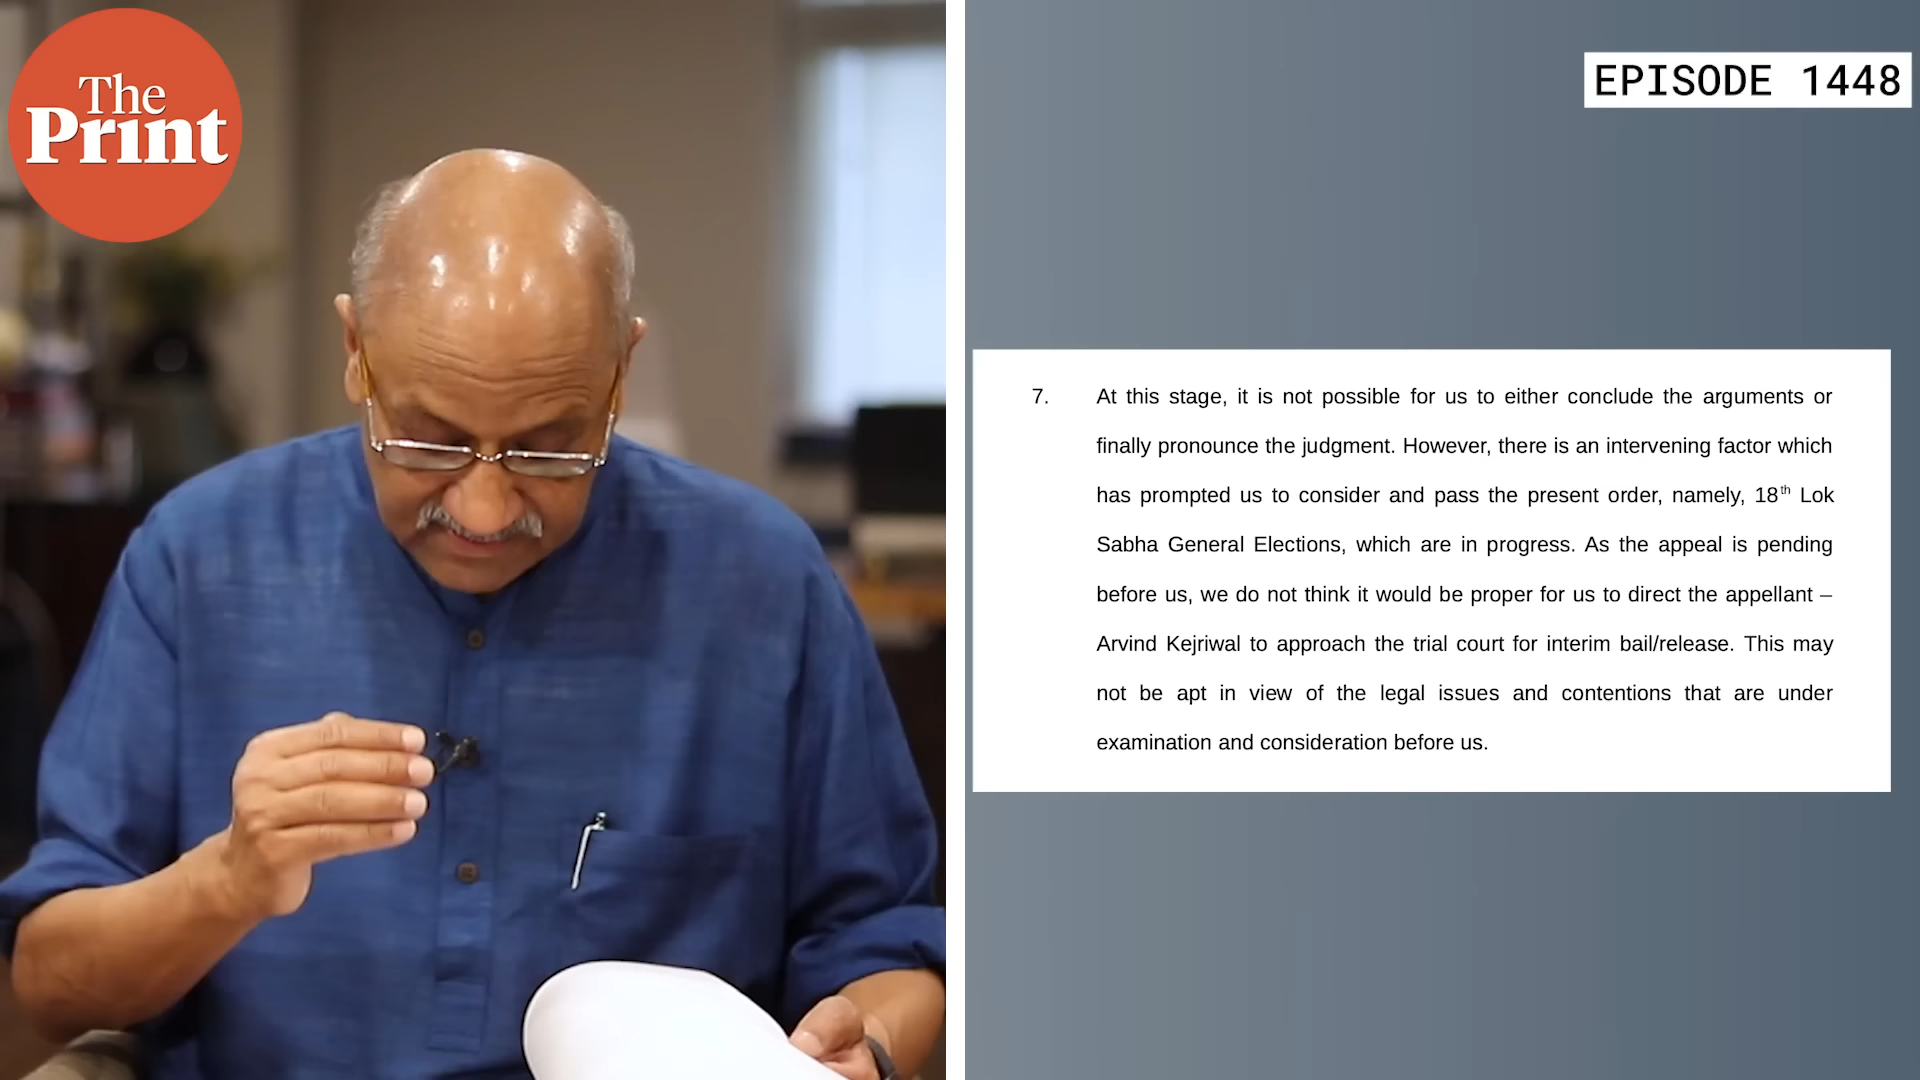 The
Print
EPISODE 1448
7. At this stage, it is not possible for us to either conclude the arguments or
finally pronounce the judgment. However, there is an intervening factor which
has prompted us to consider and pass the present order, namely, 18th Lok
Sabha General Elections, which are in progress. As the appeal is pending
before us, we do not think it would be proper for us to direct the appellant –
Arvind Kejriwal to approach the trial court for interim bail/release. This may
not be apt in view of the legal issues and contentions that are under
examination and consideration before us.